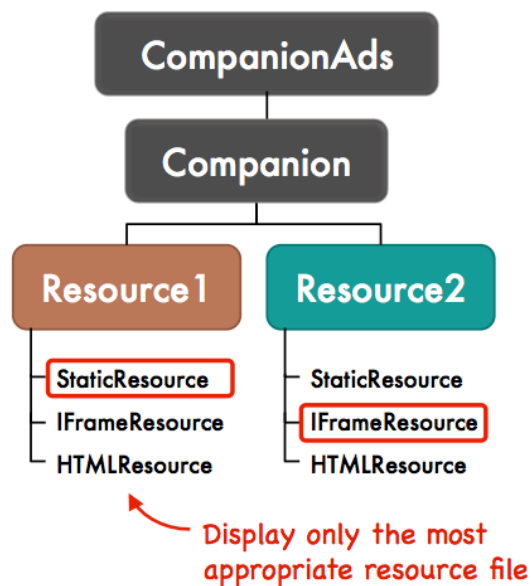 CompanionAds
Companion
Resource1
StaticResource
IFrameResource
HTMLResource
Resource2
StaticResource
IFrameResource
HTMLResource
Display only the most
appropriate resource file